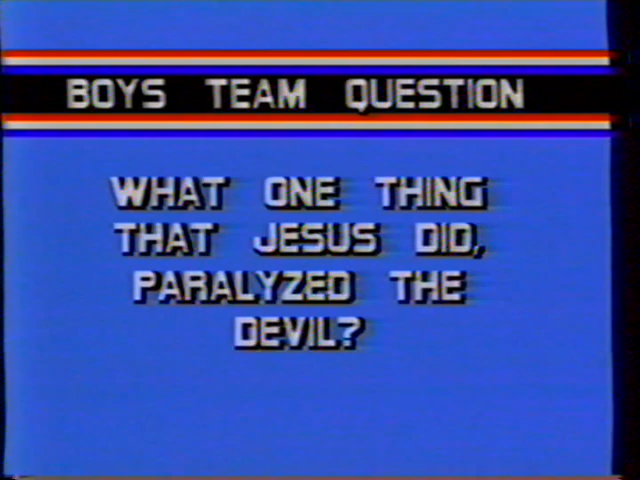 BOYS TEAM QUESTION
WHAT ONE THING
THAT JESUS DID,
PARALYZED THE
DEVIL?